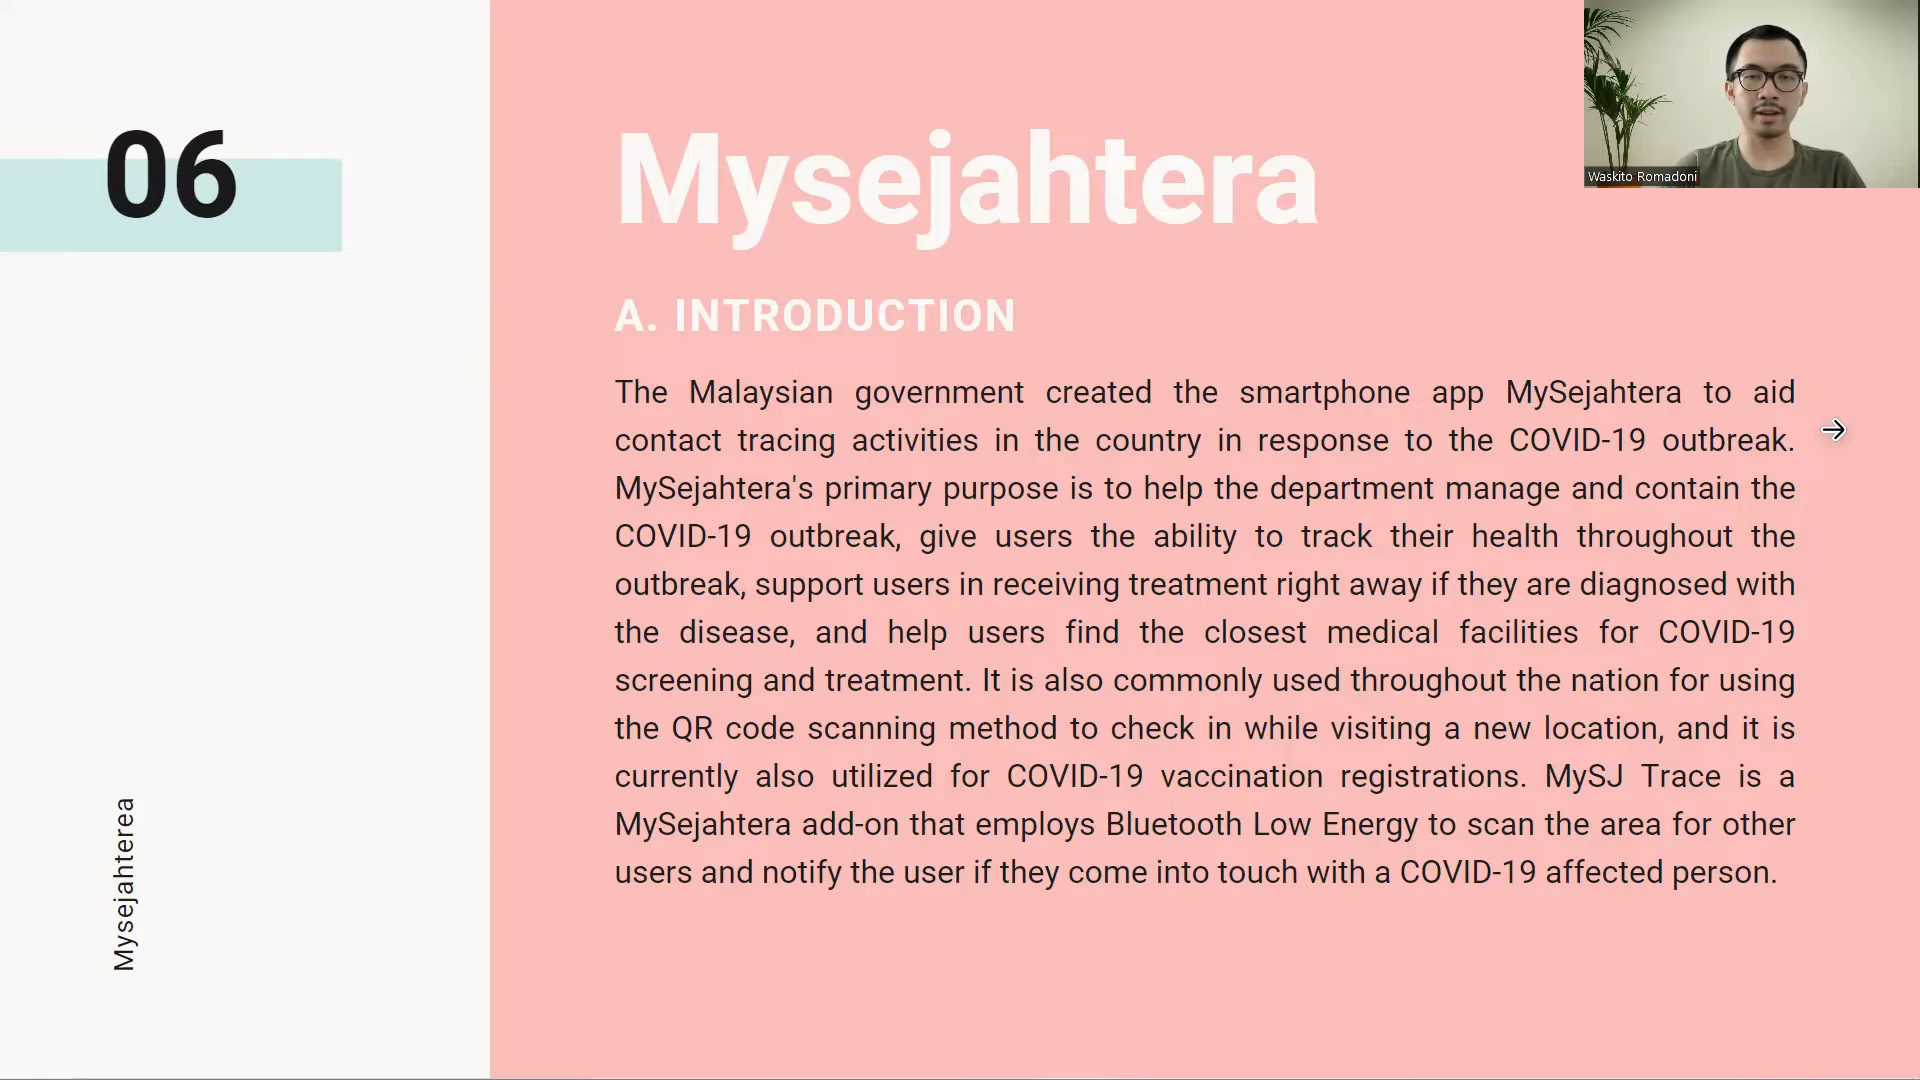 06
Mysejahtera
Waskito Romadoni
A. INTRODUCTION
The Malaysian government created the smartphone app MySejahtera to aid
contact tracing activities in the country in response to the COVID-19 outbreak.
MySejahtera's primary purpose is to help the department manage and contain the
COVID-19 outbreak, give users the ability to track their health throughout the
outbreak, support users in receiving treatment right away if they are diagnosed with
the disease, and help users find the closest medical facilities for COVID-19
screening and treatment. It is also commonly used throughout the nation for using
the QR code scanning method to check in while visiting a new location, and it is
currently also utilized for COVID-19 vaccination registrations. MySJ Trace is a
MySejahtera add-on that employs Bluetooth Low Energy to scan the area for other
users and notify the user if they come into touch with a COVID-19 affected person.
Mysejahterea